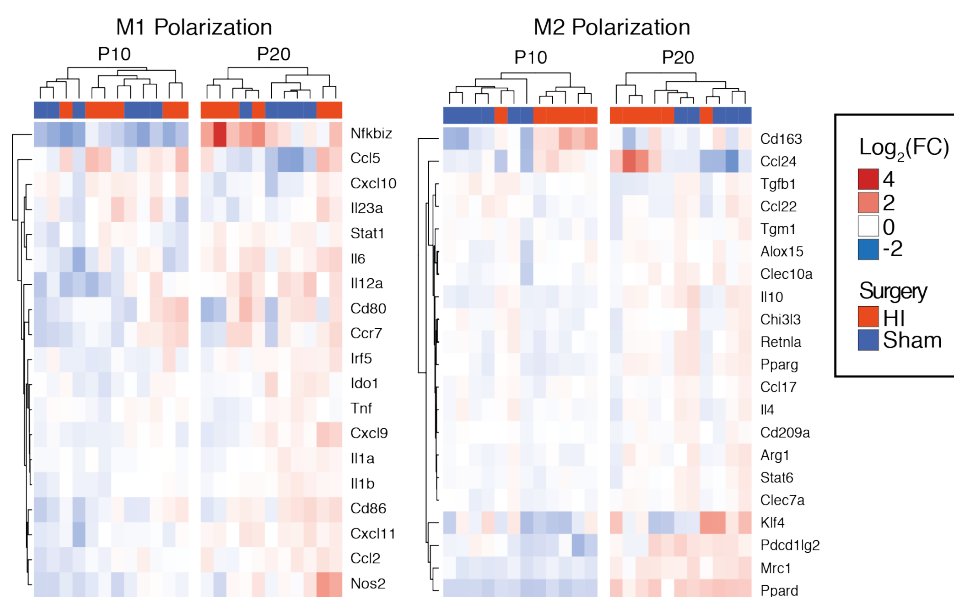 M1 Polarization
P10
P20
Nfkbiz
Ccl5
Cxcl10
Il23a
Stat1
Il6
Il12a
Cd80
Ccr7
Irf5
Ido1
Tnf
Cxcl9
Il1a
Il1b
Cd86
Cxcl11
Ccl2
Nos2
M2 Polarization
P10
P20
Cd163
Ccl24
Tgfb1
Ccl22
Tgm1
Alox15
Clec10a
Il10
Chi3l3
Retnla
Pparg
Ccl17
Il4
Cd209a
Arg1
Stat6
Clec7a
Klf4
Pdcd1lg2
Mrc1
Ppard
Log₂(FC)
4
2
0
-2
Surgery
HI
Sham